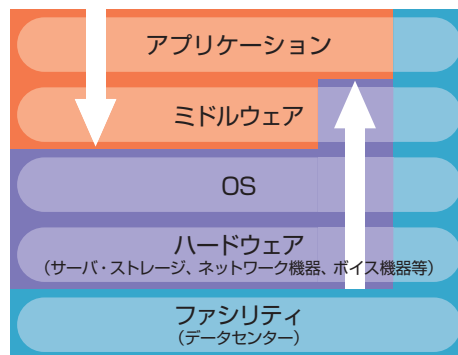 アプリケーション
ミドルウェア
OS
ハードウェア
(サーバ・ストレージ、ネットワーク機器、ボイス機器等)
ファシリティ
(データセンター)